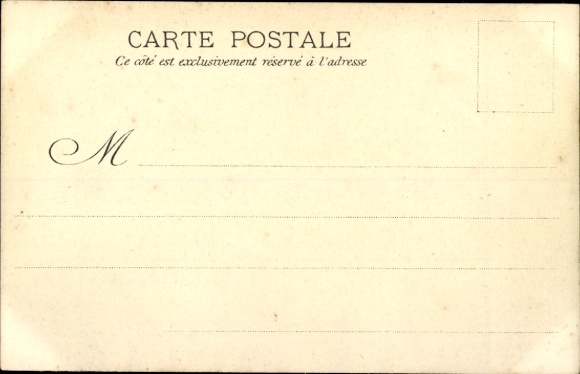 CARTE POSTALE
Ce côté est exclusivement réservé à l'adresse
M